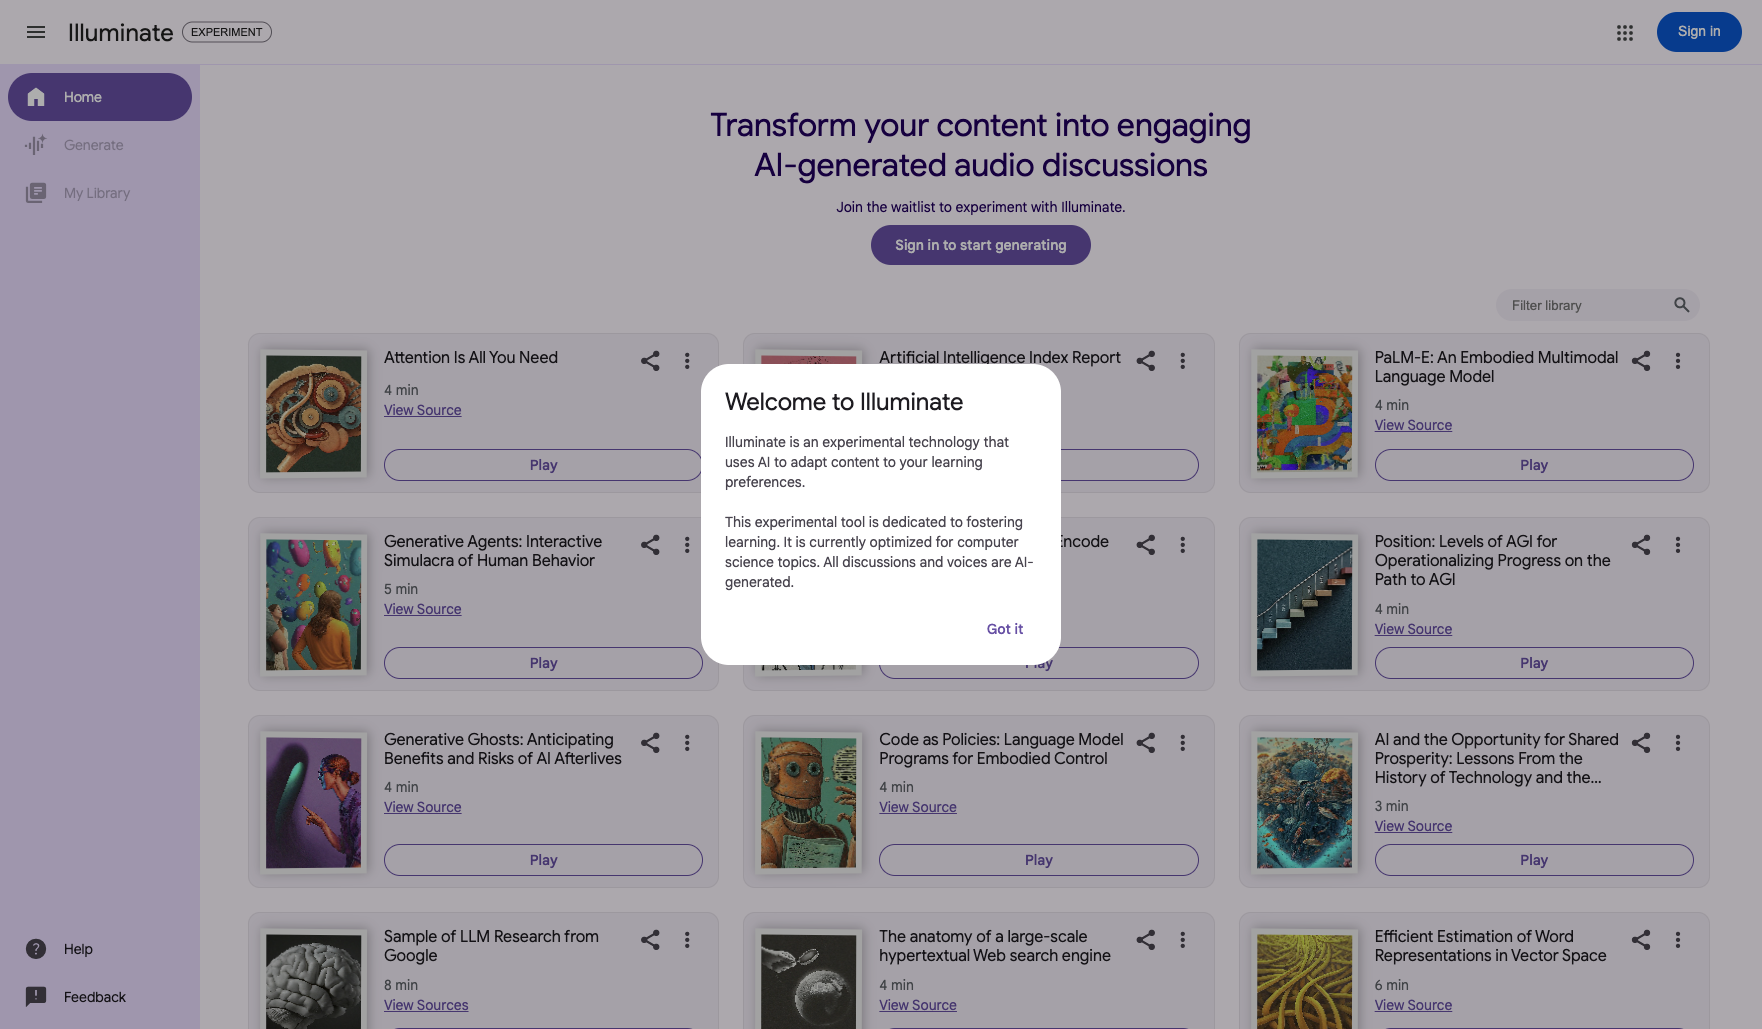 Illuminate EXPERIMENT
Sign in
Home
Generate
My Library
Help
Feedback
Transform your content into engaging
AI-generated audio discussions
Join the waitlist to experiment with Illuminate.
Sign in to start generating
Filter library
Attention Is All You Need
4 min
View Source
Play
Artificial Intelligence Index Report
PaLM-E: An Embodied Multimodal
Language Model
4 min
View Source
Play
Welcome to Illuminate
Illuminate is an experimental technology that
uses AI to adapt content to your learning
preferences.
This experimental tool is dedicated to fostering
learning. It is currently optimized for computer
science topics. All discussions and voices are AI-
generated.
Got it
Generative Agents: Interactive
Simulacra of Human Behavior
5 min
View Source
Play
Encode
Play
Position: Levels of AGI for
Operationalizing Progress on the
Path to AGI
4 min
View Source
Play
Generative Ghosts: Anticipating
Benefits and Risks of AI Afterlives
4 min
View Source
Play
Code as Policies: Language Model
Programs for Embodied Control
4 min
View Source
Play
AI and the Opportunity for Shared
Prosperity: Lessons From the
History of Technology and the...
3 min
View Source
Play
Sample of LLM Research from
Google
8 min
View Sources
The anatomy of a large-scale
hypertextual Web search engine
4 min
View Source
Efficient Estimation of Word
Representations in Vector Space
6 min
View Source